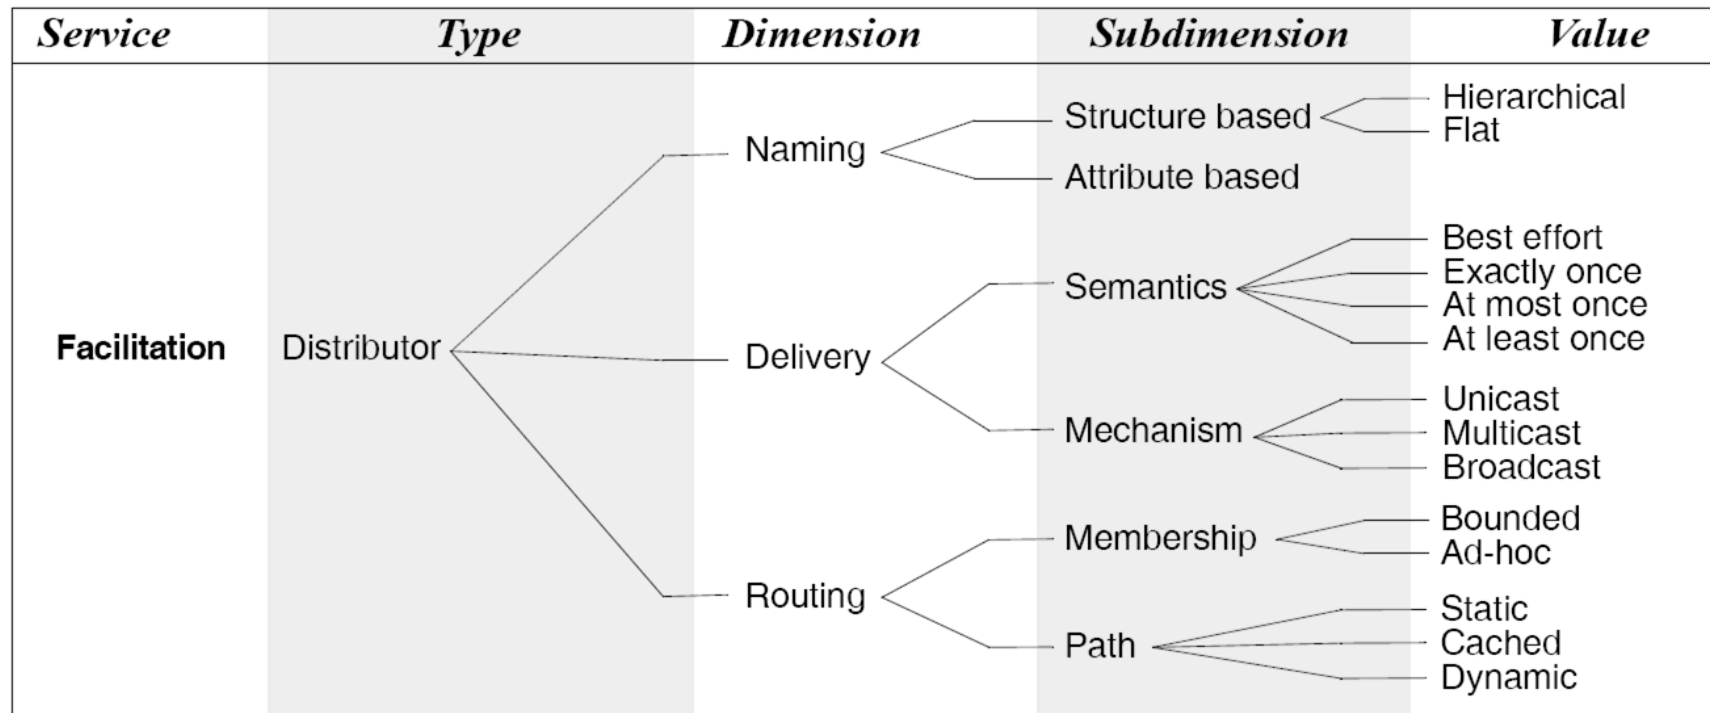 Service Type Dimension Subdimension Value
Hierarchical
Structure based
Flat
Naming
Attribute based
Best effort
Exactly once
Semantics
At most once
At least once
Facilitation Distributor Delivery
Unicast
Mechanism Multicast
Broadcast
Bounded
Membership
Ad-hoc
Routing
Static
Path Cached
Dynamic